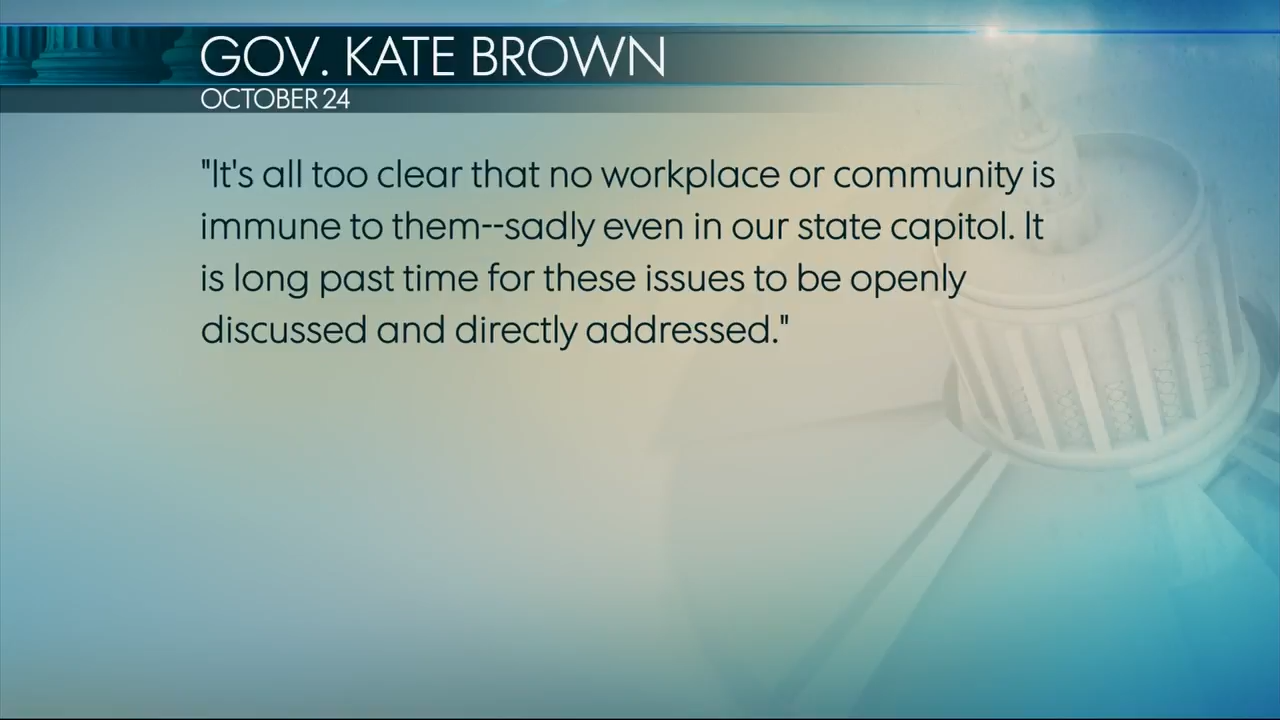 GOV. KATE BROWN
OCTOBER 24
"It's all too clear that no workplace or community is
immune to them--sadly even in our state capitol. It
is long past time for these issues to be openly
discussed and directly addressed."